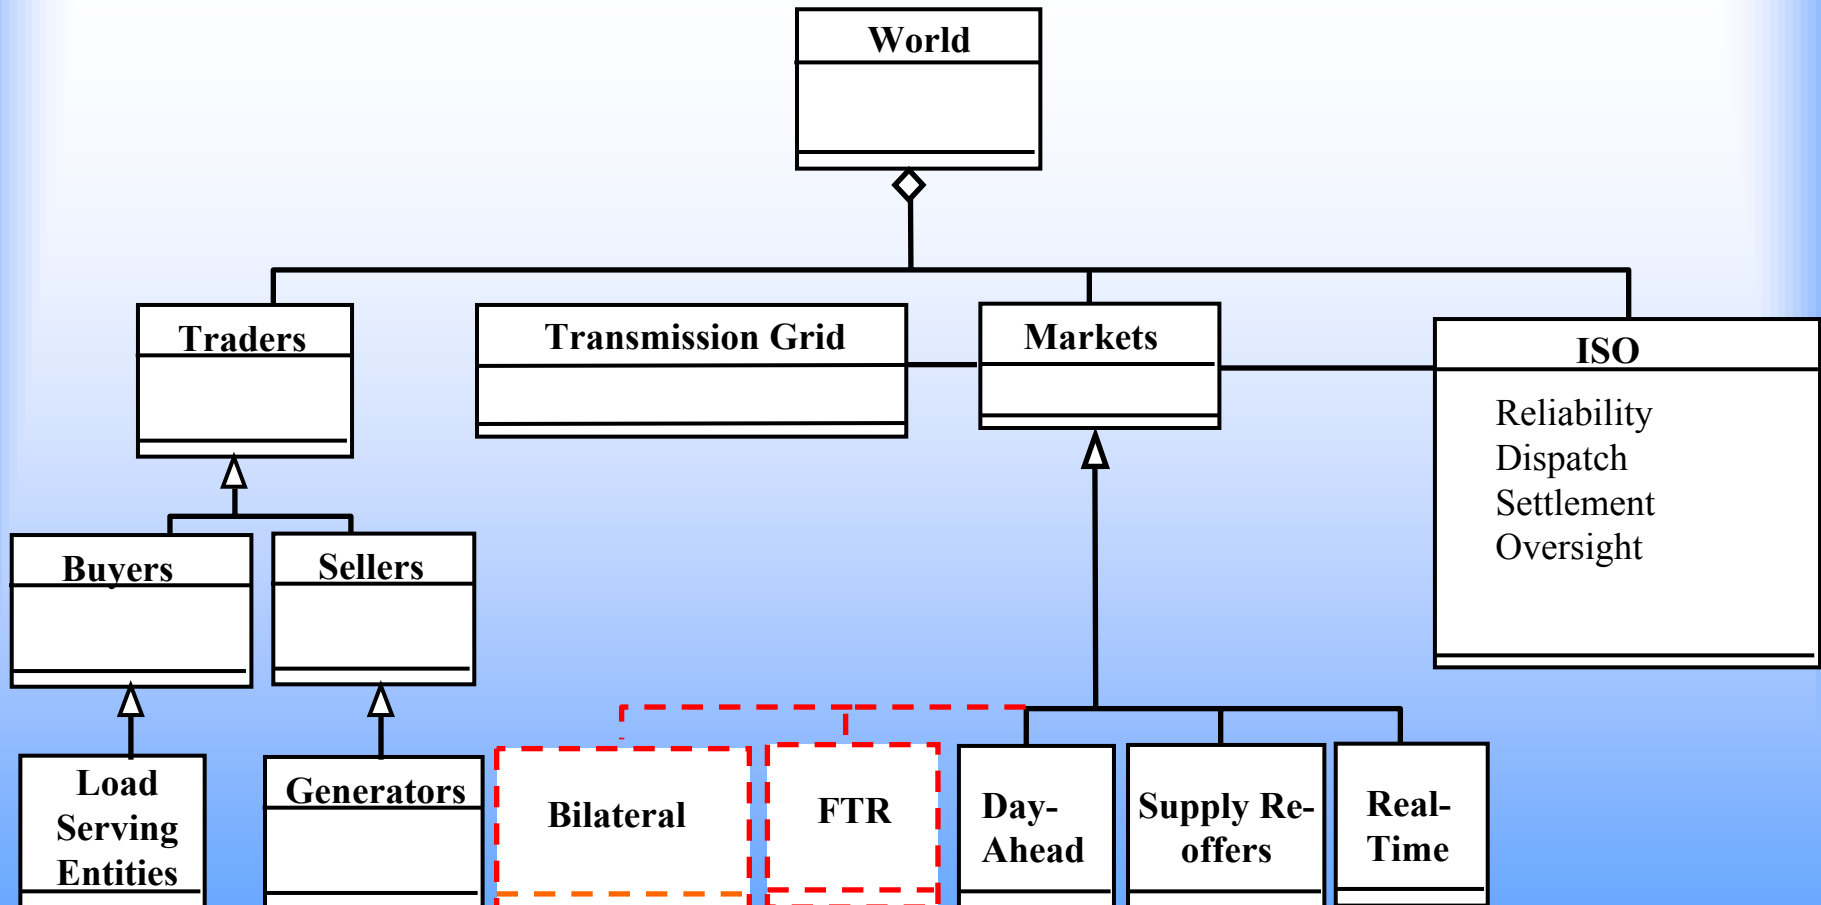 World
Traders
Transmission Grid
Markets
ISO
Reliability
Dispatch
Settlement
Oversight
Buyers
Sellers
Load
Serving
Entities
Generators
Bilateral
FTR
Day-
Ahead
Supply Re-
offers
Real-
Time